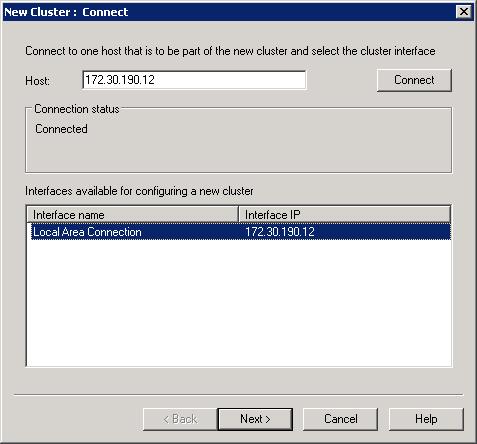 New Cluster : Connect
Connect to one host that is to be part of the new cluster and select the cluster interface
Host: 172.30.190.12 Connect
Connection status
Connected
Interfaces available for configuring a new cluster
Interface name Interface IP
Local Area Connection 172.30.190.12
< Back Next > Cancel Help